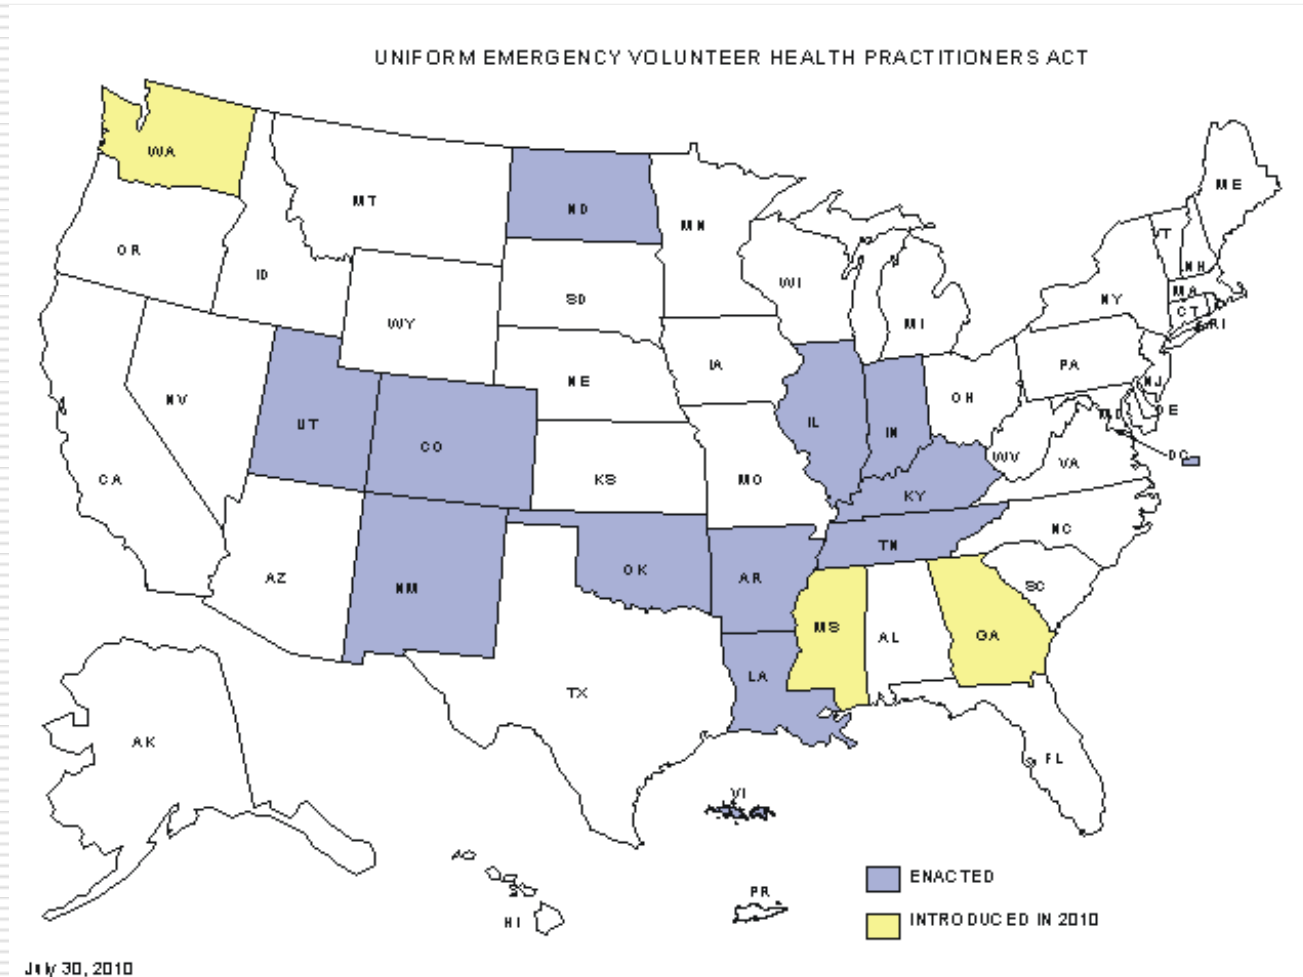 UNIFORM EMERGENCY VOLUNTEER HEALTH PRACTITIONERS ACT
WA
MT
ND
MN
ME
VT
NH
OR
ID
SD
WI
NY
MA
CT
RI
WY
MI
IA
PA
NE
NJ
NV
OH
DE
MD
UT
CO
IL
IN
WV
VA
DC
CA
KS
MO
KY
NC
TN
AZ
NM
OK
AR
SC
MS
AL
GA
LA
TX
AK
FL
VI
HI
PR
ENACTED
INTRODUCED IN 2010
July 30, 2010